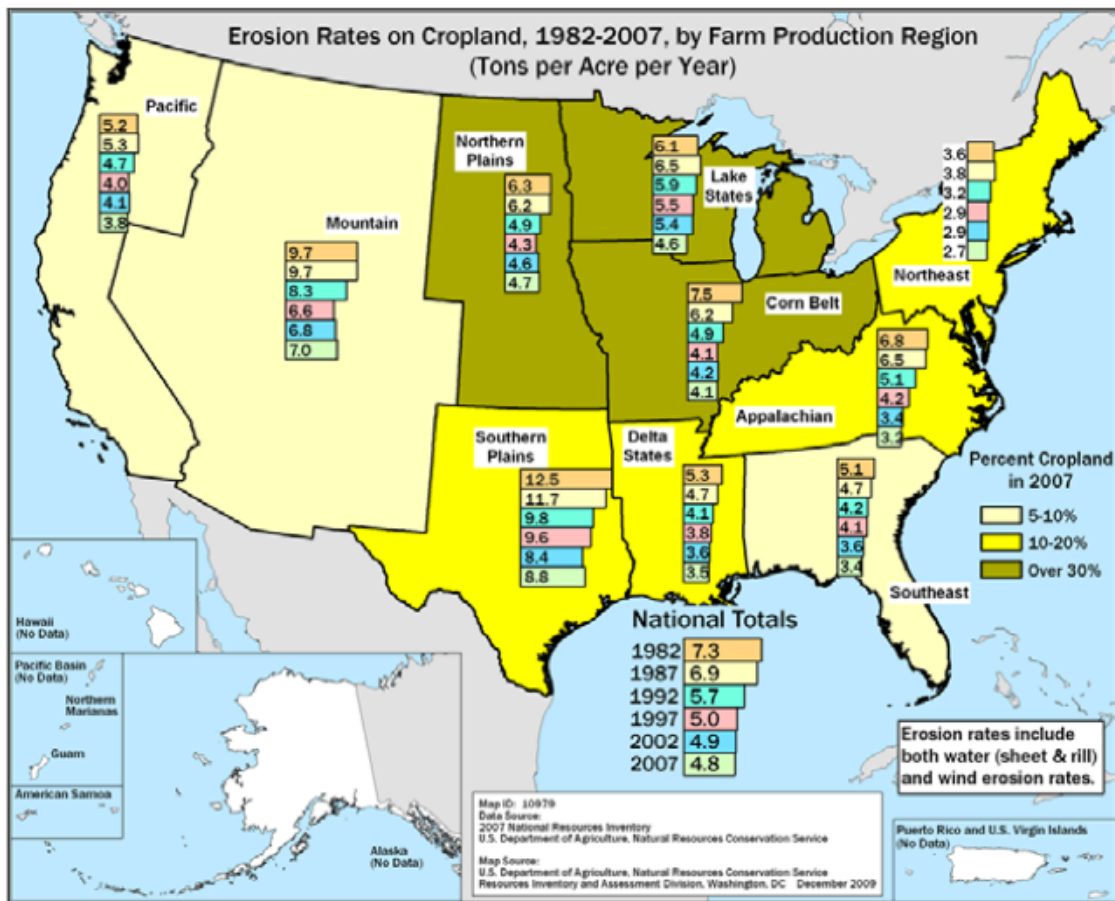 Erosion Rates on Cropland, 1982-2007, by Farm Production Region
(Tons per Acre per Year)
Pacific
5.2
5.3
4.7
4.0
4.1
3.8
Mountain
9.7
9.7
8.3
6.6
6.8
7.0
Northern
Plains
6.3
6.2
4.9
4.3
4.6
4.7
Lake
States
6.1
6.5
5.9
5.5
5.4
4.6
Corn Belt
7.5
6.2
4.9
4.1
4.2
4.1
3.6
3.8
3.2
2.9
2.9
2.7
Northeast
Appalachian
6.8
6.5
5.1
4.2
3.4
3.2
Southern
Plains
12.5
11.7
9.8
9.6
8.4
8.8
Delta
States
5.3
4.7
4.1
3.8
3.6
3.5
5.1
4.7
4.2
4.1
3.6
3.4
Southeast
Percent Cropland
in 2007
5-10%
10-20%
Over 30%
National Totals
1982 7.3
1987 6.9
1992 5.7
1997 5.0
2002 4.9
2007 4.8
Erosion rates include
both water (sheet & rill)
and wind erosion rates.
Hawaii
(No Data)
Pacific Basin
(No Data)
Northern
Marianas
Guam
American Samoa
Alaska
(No Data)
Map ID: 10979
Data Source:
2007 National Resources Inventory
U.S. Department of Agriculture, Natural Resources Conservation Service
Map Source:
U.S. Department of Agriculture, Natural Resources Conservation Service
Resources Inventory and Assessment Division, Washington, DC December 2009
Puerto Rico and U.S. Virgin Islands
(No Data)